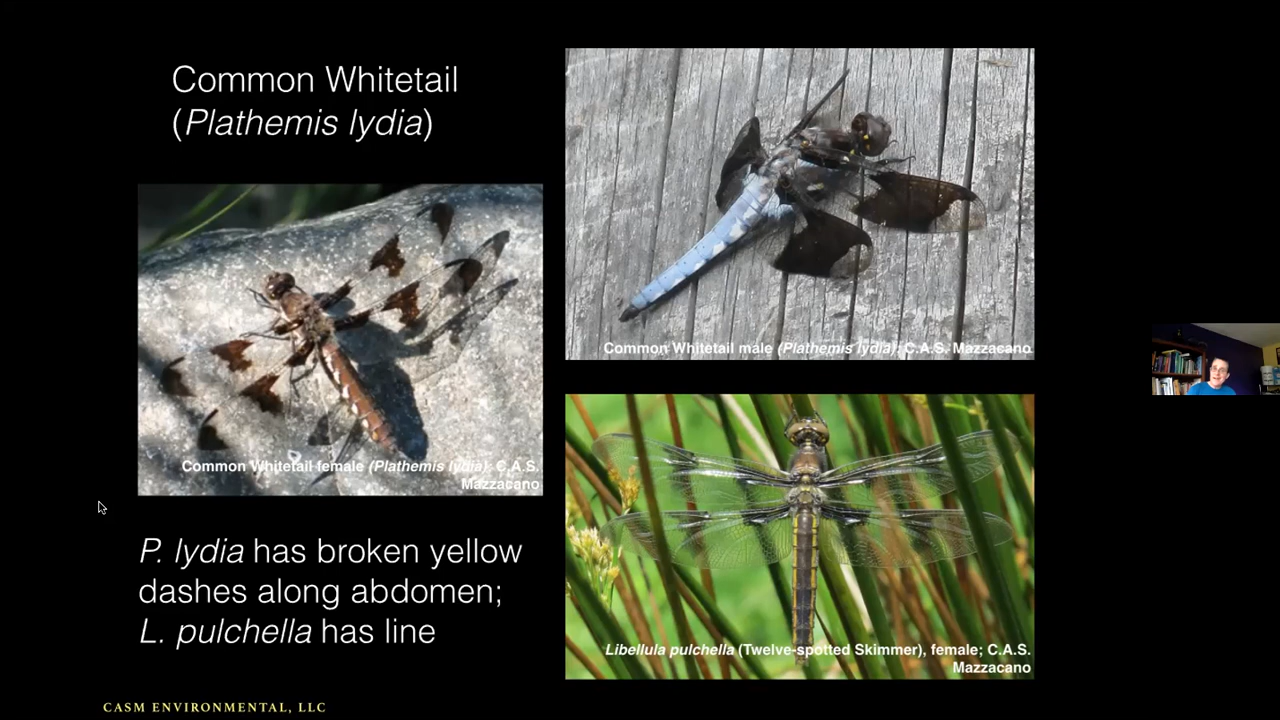 Common Whitetail
(Plathemis lydia)
Common Whitetail male (Plathemis lydia); C.A.S. Mazzacano
Common Whitetail female (Plathemis lydia); C.A.S.
Mazzacano
P. lydia has broken yellow
dashes along abdomen;
L. pulchella has line
Libellula pulchella (Twelve-spotted Skimmer), female; C.A.S.
Mazzacano
CASM ENVIRONMENTAL, LLC